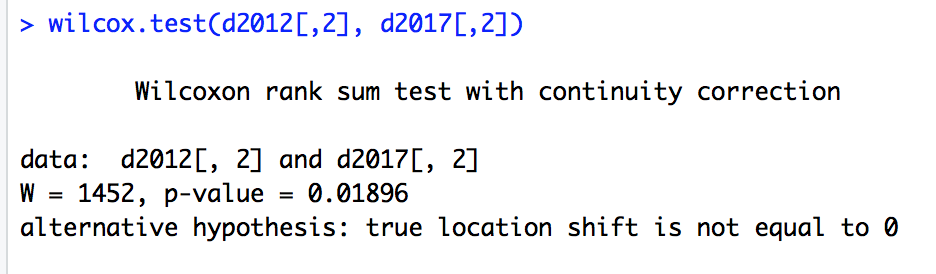 > wilcox.test(d2012[,2], d2017[,2])
Wilcoxon rank sum test with continuity correction
data:  d2012[, 2] and d2017[, 2]
W = 1452, p-value = 0.01896
alternative hypothesis: true location shift is not equal to 0